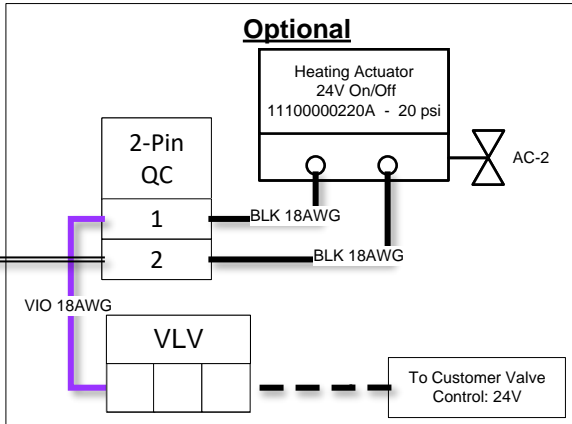 Optional
Heating Actuator
24V On/Off
11100000220A - 20 psi
AC-2
2-Pin
QC
1
BLK 18AWG
2
BLK 18AWG
VIO 18AWG
VLV
To Customer Valve
Control: 24V